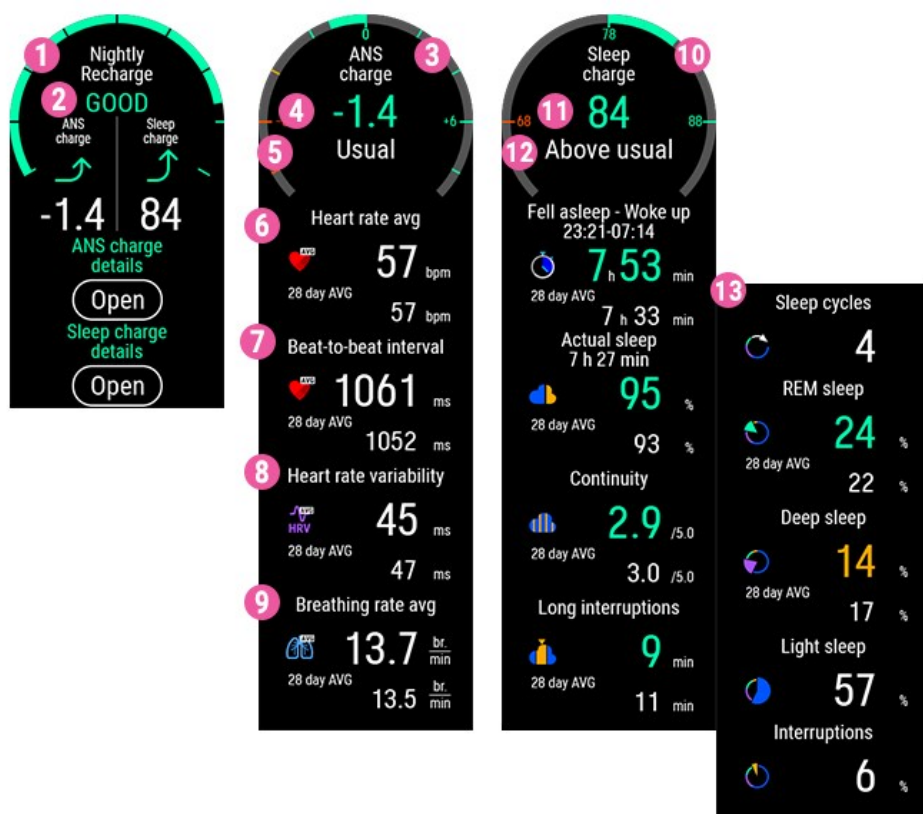 1
Nightly
Recharge
2
GOOD
ANS
charge
Sleep
charge
-1.4
84
ANS charge
details
Open
Sleep charge
details
Open
0
3
ANS
charge
4
-1.4
+6
5
Usual
6
Heart rate avg
AVG
57 bpm
28 day AVG
57 bpm
7
Beat-to-beat interval
AVG
1061 ms
28 day AVG
1052 ms
8
Heart rate variability
AVG
HRV
45 ms
28 day AVG
47 ms
9
Breathing rate avg
AVG
13.7 br.
min
28 day AVG
13.5 br.
min
78
10
Sleep
charge
68
11
84
88
12
Above usual
Fell asleep - Woke up
23:21-07:14
7 h 53 min
28 day AVG
7 h 33 min
Actual sleep
7 h 27 min
95 %
28 day AVG
93 %
Continuity
2.9 /5.0
28 day AVG
3.0 /5.0
Long interruptions
9 min
28 day AVG
11 min
13
Sleep cycles
4
REM sleep
24 %
28 day AVG
22 %
Deep sleep
14 %
28 day AVG
17 %
Light sleep
57 %
Interruptions
6 %